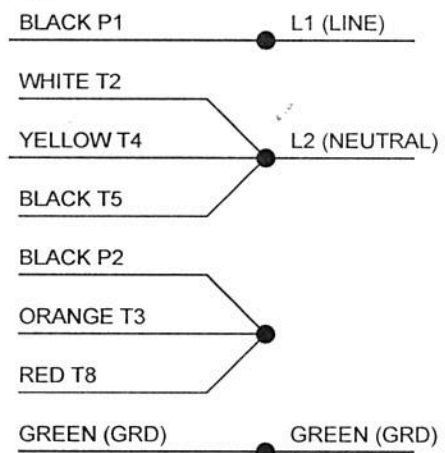 BLACK P1 L1 (LINE)
WHITE T2
YELLOW T4 L2 (NEUTRAL)
BLACK T5
BLACK P2
ORANGE T3
RED T8
GREEN (GRD) GREEN (GRD)